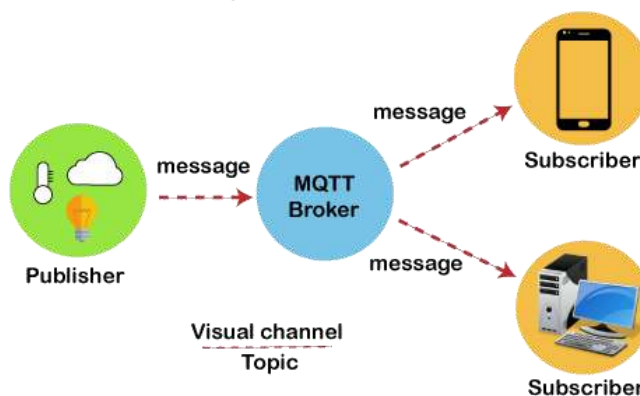 message
Subscriber
message
MQTT
Broker
Publisher
message
Visual channel
Topic
Subscriber